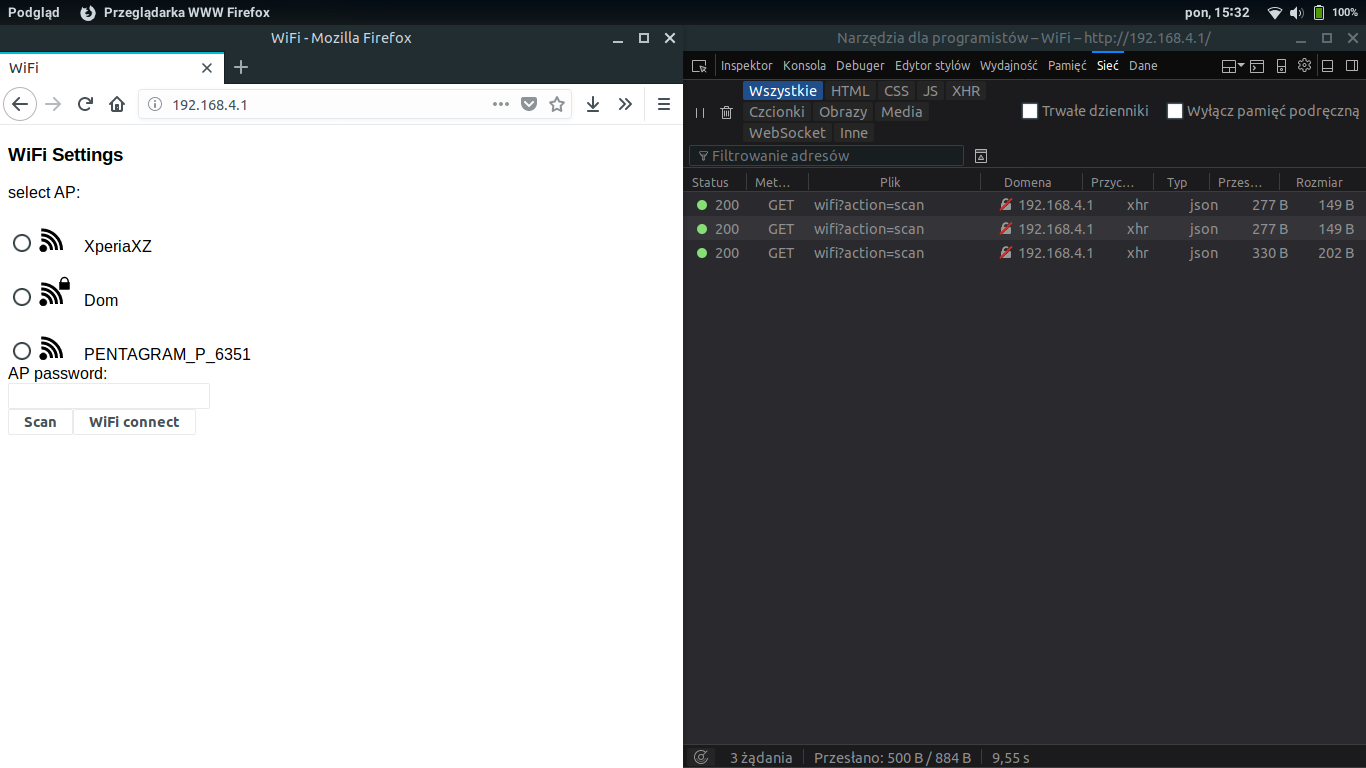 Podgląd Przeglądarka WWW Firefox pon, 15:32 100%
WiFi - Mozilla Firefox
WiFi
192.168.4.1
WiFi Settings
select AP:
XperiaXZ
Dom
PENTAGRAM_P_6351
AP password:
Scan WiFi connect
Narzędzia dla programistów – WiFi – http://192.168.4.1/
Inspektor Konsola Debuger Edytor stylów Wydajność Pamięć Sieć Dane
Wszystkie HTML CSS JS XHR
Czcionki Obrazy Media
WebSocket Inne
Trwałe dzienniki Wyłącz pamięć podręczną
Filtrowanie adresów
Status Met… Plik Domena Przyc… Typ Przes… Rozmiar
200 GET wifi?action=scan 192.168.4.1 xhr json 277 B 149 B
200 GET wifi?action=scan 192.168.4.1 xhr json 277 B 149 B
200 GET wifi?action=scan 192.168.4.1 xhr json 330 B 202 B
3 żądania Przesłano: 500 B / 884 B 9,55 s